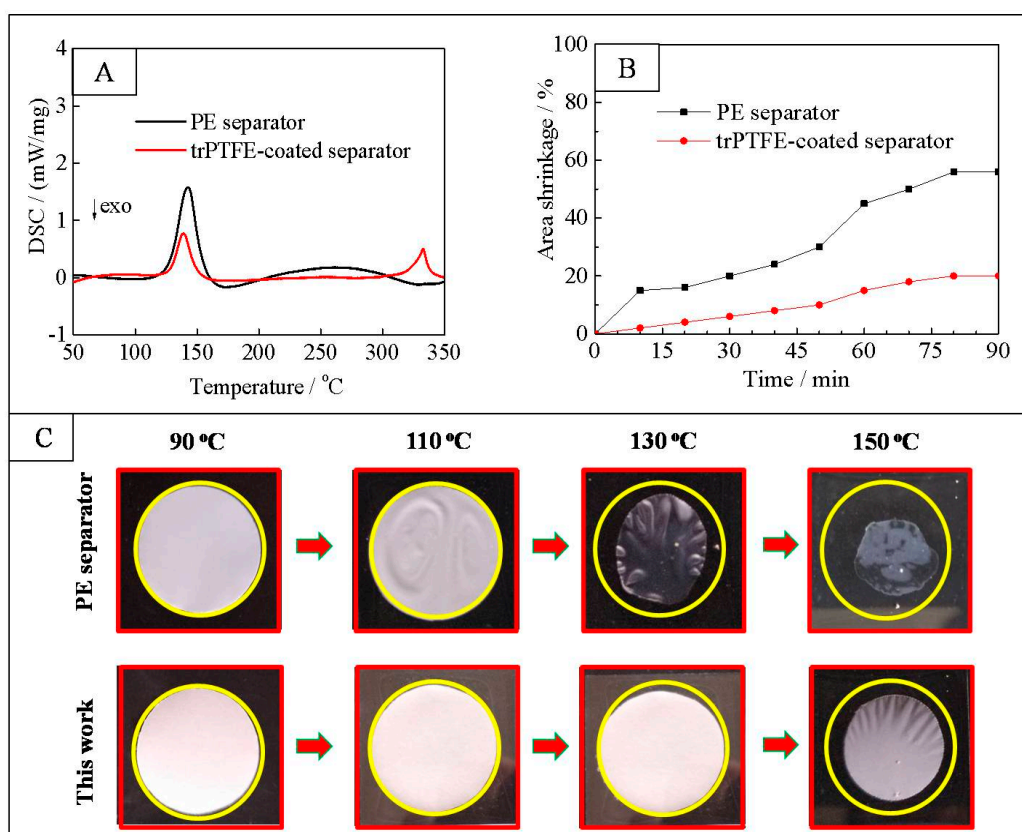 A
PE separator
trPTFE-coated separator
↓exo
DSC / (mW/mg)
4
3
2
1
0
-1
50 100 150 200 250 300 350
Temperature / °C
B
PE separator
trPTFE-coated separator
Area shrinkage / %
100
80
60
40
20
0
0 15 30 45 60 75 90
Time / min
C
90 °C 110 °C 130 °C 150 °C
PE separator
This work